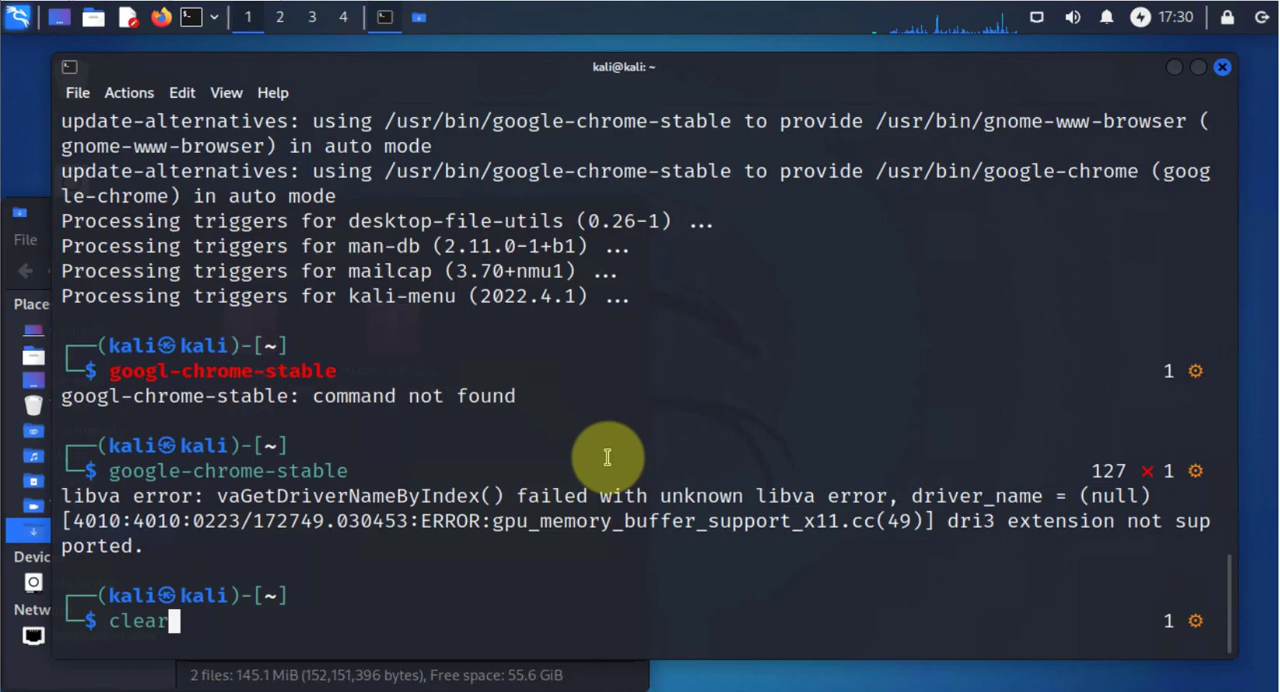 1 2 3 4 17:30
kali@kali: ~
File Actions Edit View Help
update-alternatives: using /usr/bin/google-chrome-stable to provide /usr/bin/gnome-www-browser (
gnome-www-browser) in auto mode
update-alternatives: using /usr/bin/google-chrome-stable to provide /usr/bin/google-chrome (goog
le-chrome) in auto mode
Processing triggers for desktop-file-utils (0.26-1) ...
Processing triggers for man-db (2.11.0-1+b1) ...
Processing triggers for mailcap (3.70+nmu1) ...
Processing triggers for kali-menu (2022.4.1) ...
┌──(kali㉿kali)-[~]
└─$ googl-chrome-stable 1 ⚙
googl-chrome-stable: command not found
┌──(kali㉿kali)-[~]
└─$ google-chrome-stable 127 ⨯ 1 ⚙
libva error: vaGetDriverNameByIndex() failed with unknown libva error, driver_name = (null)
[4010:4010:0223/172749.030453:ERROR:gpu_memory_buffer_support_x11.cc(49)] dri3 extension not sup
ported.
┌──(kali㉿kali)-[~]
└─$ clear 1 ⚙
File
Place
Devic
Netw
2 files: 145.1 MiB (152,151,396 bytes), Free space: 55.6 GiB